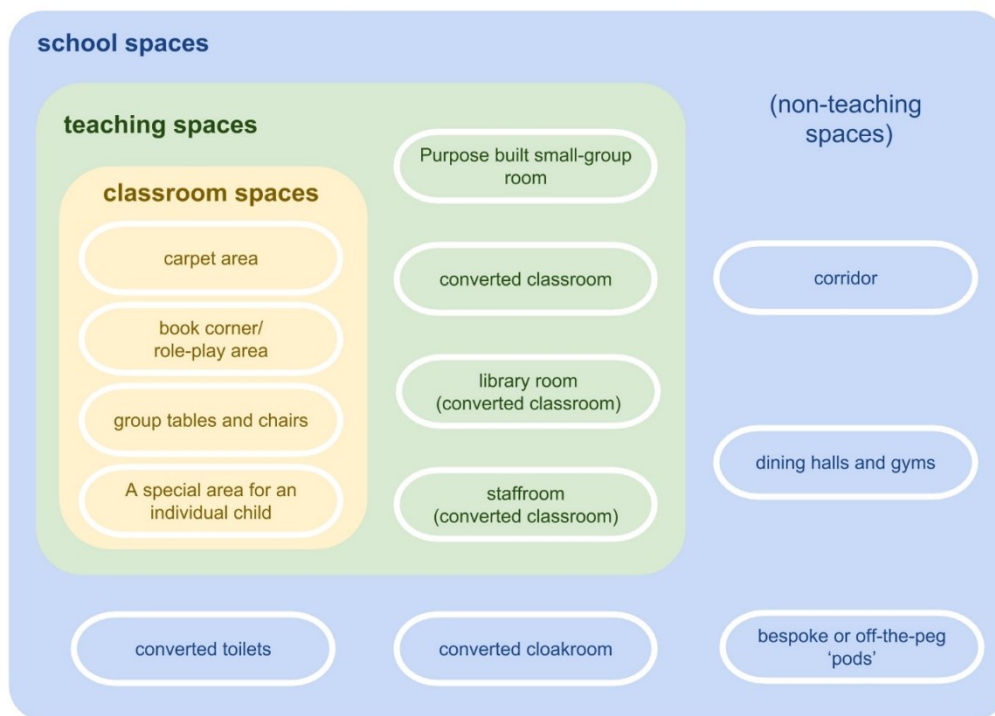 school spaces
teaching spaces
classroom spaces
carpet area
book corner/
role-play area
group tables and chairs
A special area for an
individual child
Purpose built small-group
room
converted classroom
library room
(converted classroom)
staffroom
(converted classroom)
(non-teaching
spaces)
corridor
dining halls and gyms
converted toilets
converted cloakroom
bespoke or off-the-peg
‘pods’